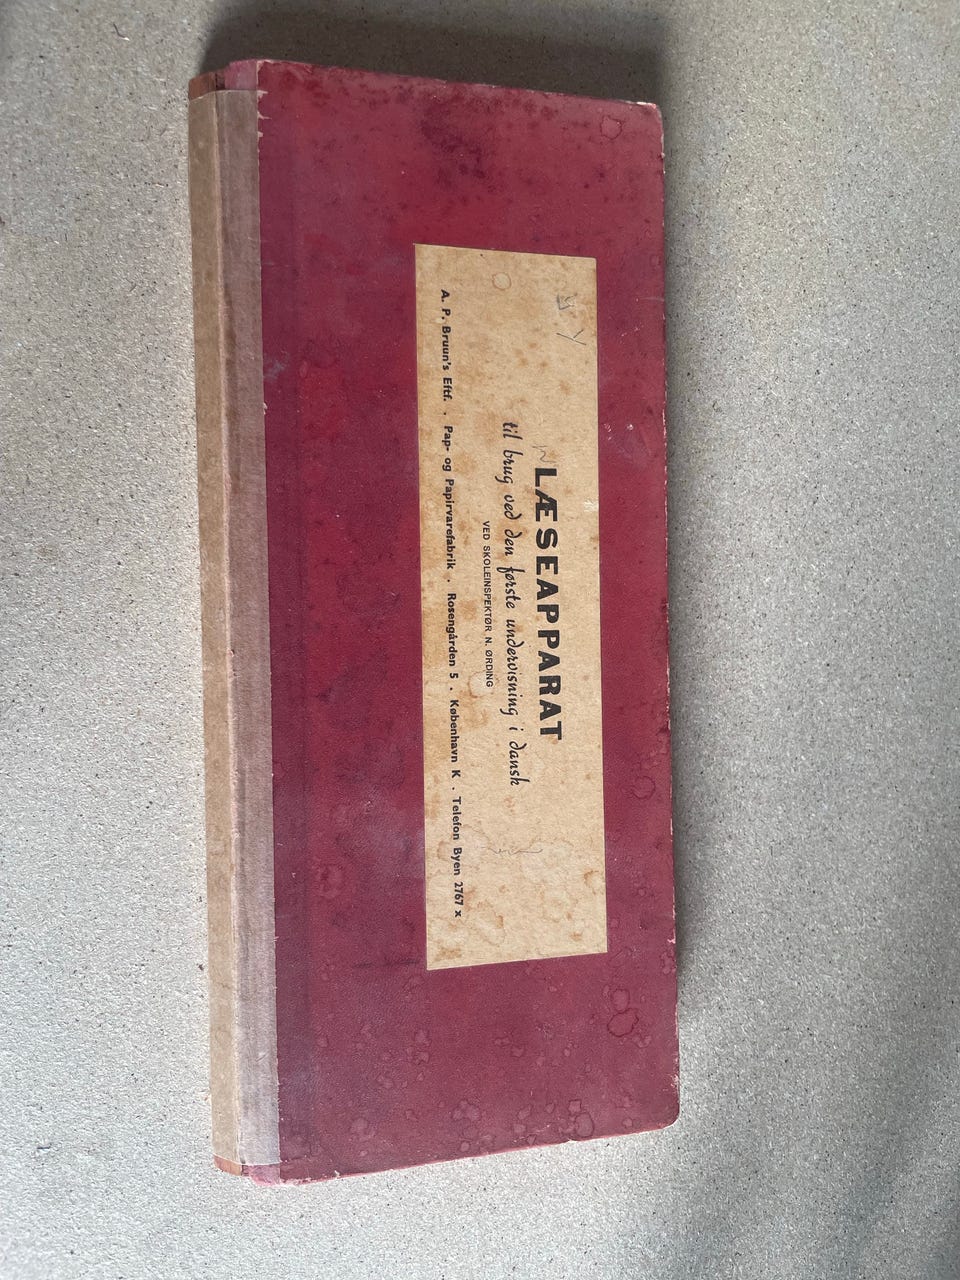 LÆSEAPPARAT
til brug ved den første undervisning i dansk
VED SKOLEINSPEKTØR N. ØRDING
A. P. Bruun's Eftf. . Pap- og Papirvarefabrik . Rosengården 5 . København K . Telefon Byen 2767 x